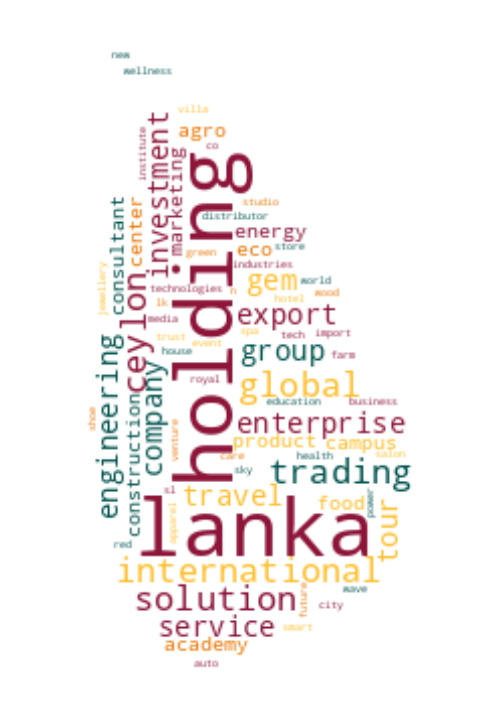 new
wellness
villa
agro
co
institute
investment
marketing
holding
studio
distributor
consultant
center
energy
eco
store
green
industries
jewellery
ceylon
technologies
n
gem
world
hotel
wood
lk
media
export
spa
tech
import
trust
event
house
group
farm
engineering
company
royal
global
education
business
shoe
construction
venture
enterprise
product
campus
care
health
salon
sky
trading
sl
travel
food
power
tour
lanka
apparel
red
international
wave
solution
future
city
service
smart
academy
auto